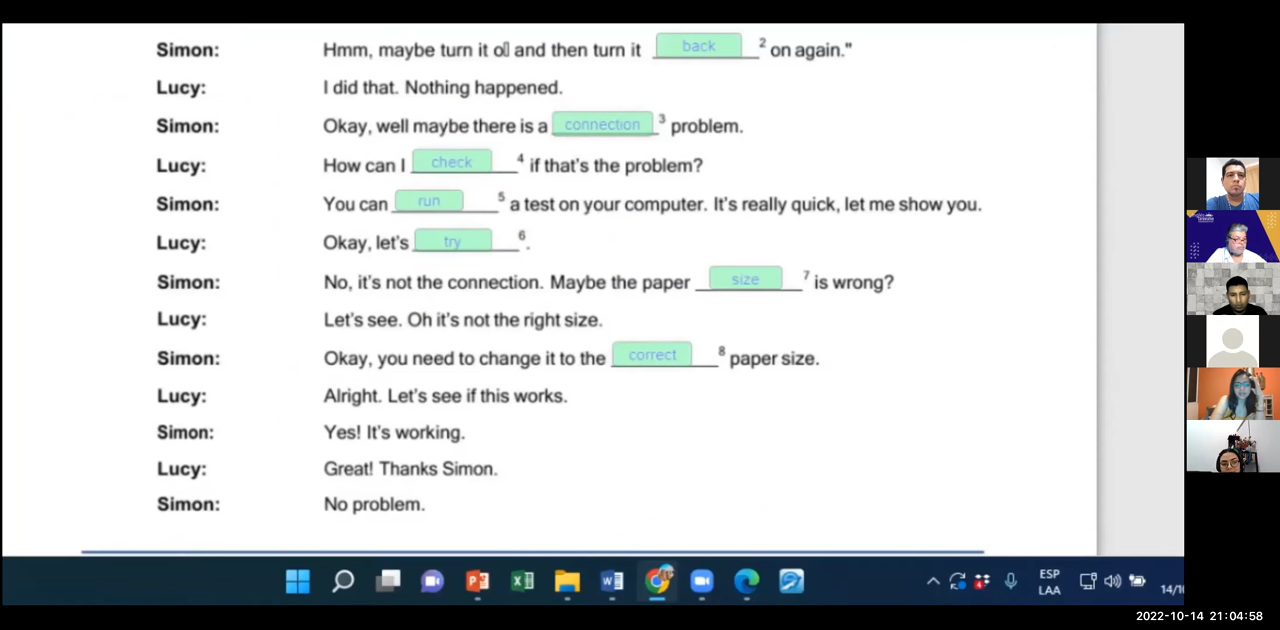 Simon: Hmm, maybe turn it o▯ and then turn it back ² on again."
Lucy: I did that. Nothing happened.
Simon: Okay, well maybe there is a connection ³ problem.
Lucy: How can I check ⁴ if that's the problem?
Simon: You can run ⁵ a test on your computer. It's really quick, let me show you.
Lucy: Okay, let's try ⁶.
Simon: No, it's not the connection. Maybe the paper size ⁷ is wrong?
Lucy: Let's see. Oh it's not the right size.
Simon: Okay, you need to change it to the correct ⁸ paper size.
Lucy: Alright. Let's see if this works.
Simon: Yes! It's working.
Lucy: Great! Thanks Simon.
Simon: No problem.
ESP
LAA
14/1
2022-10-14 21:04:58